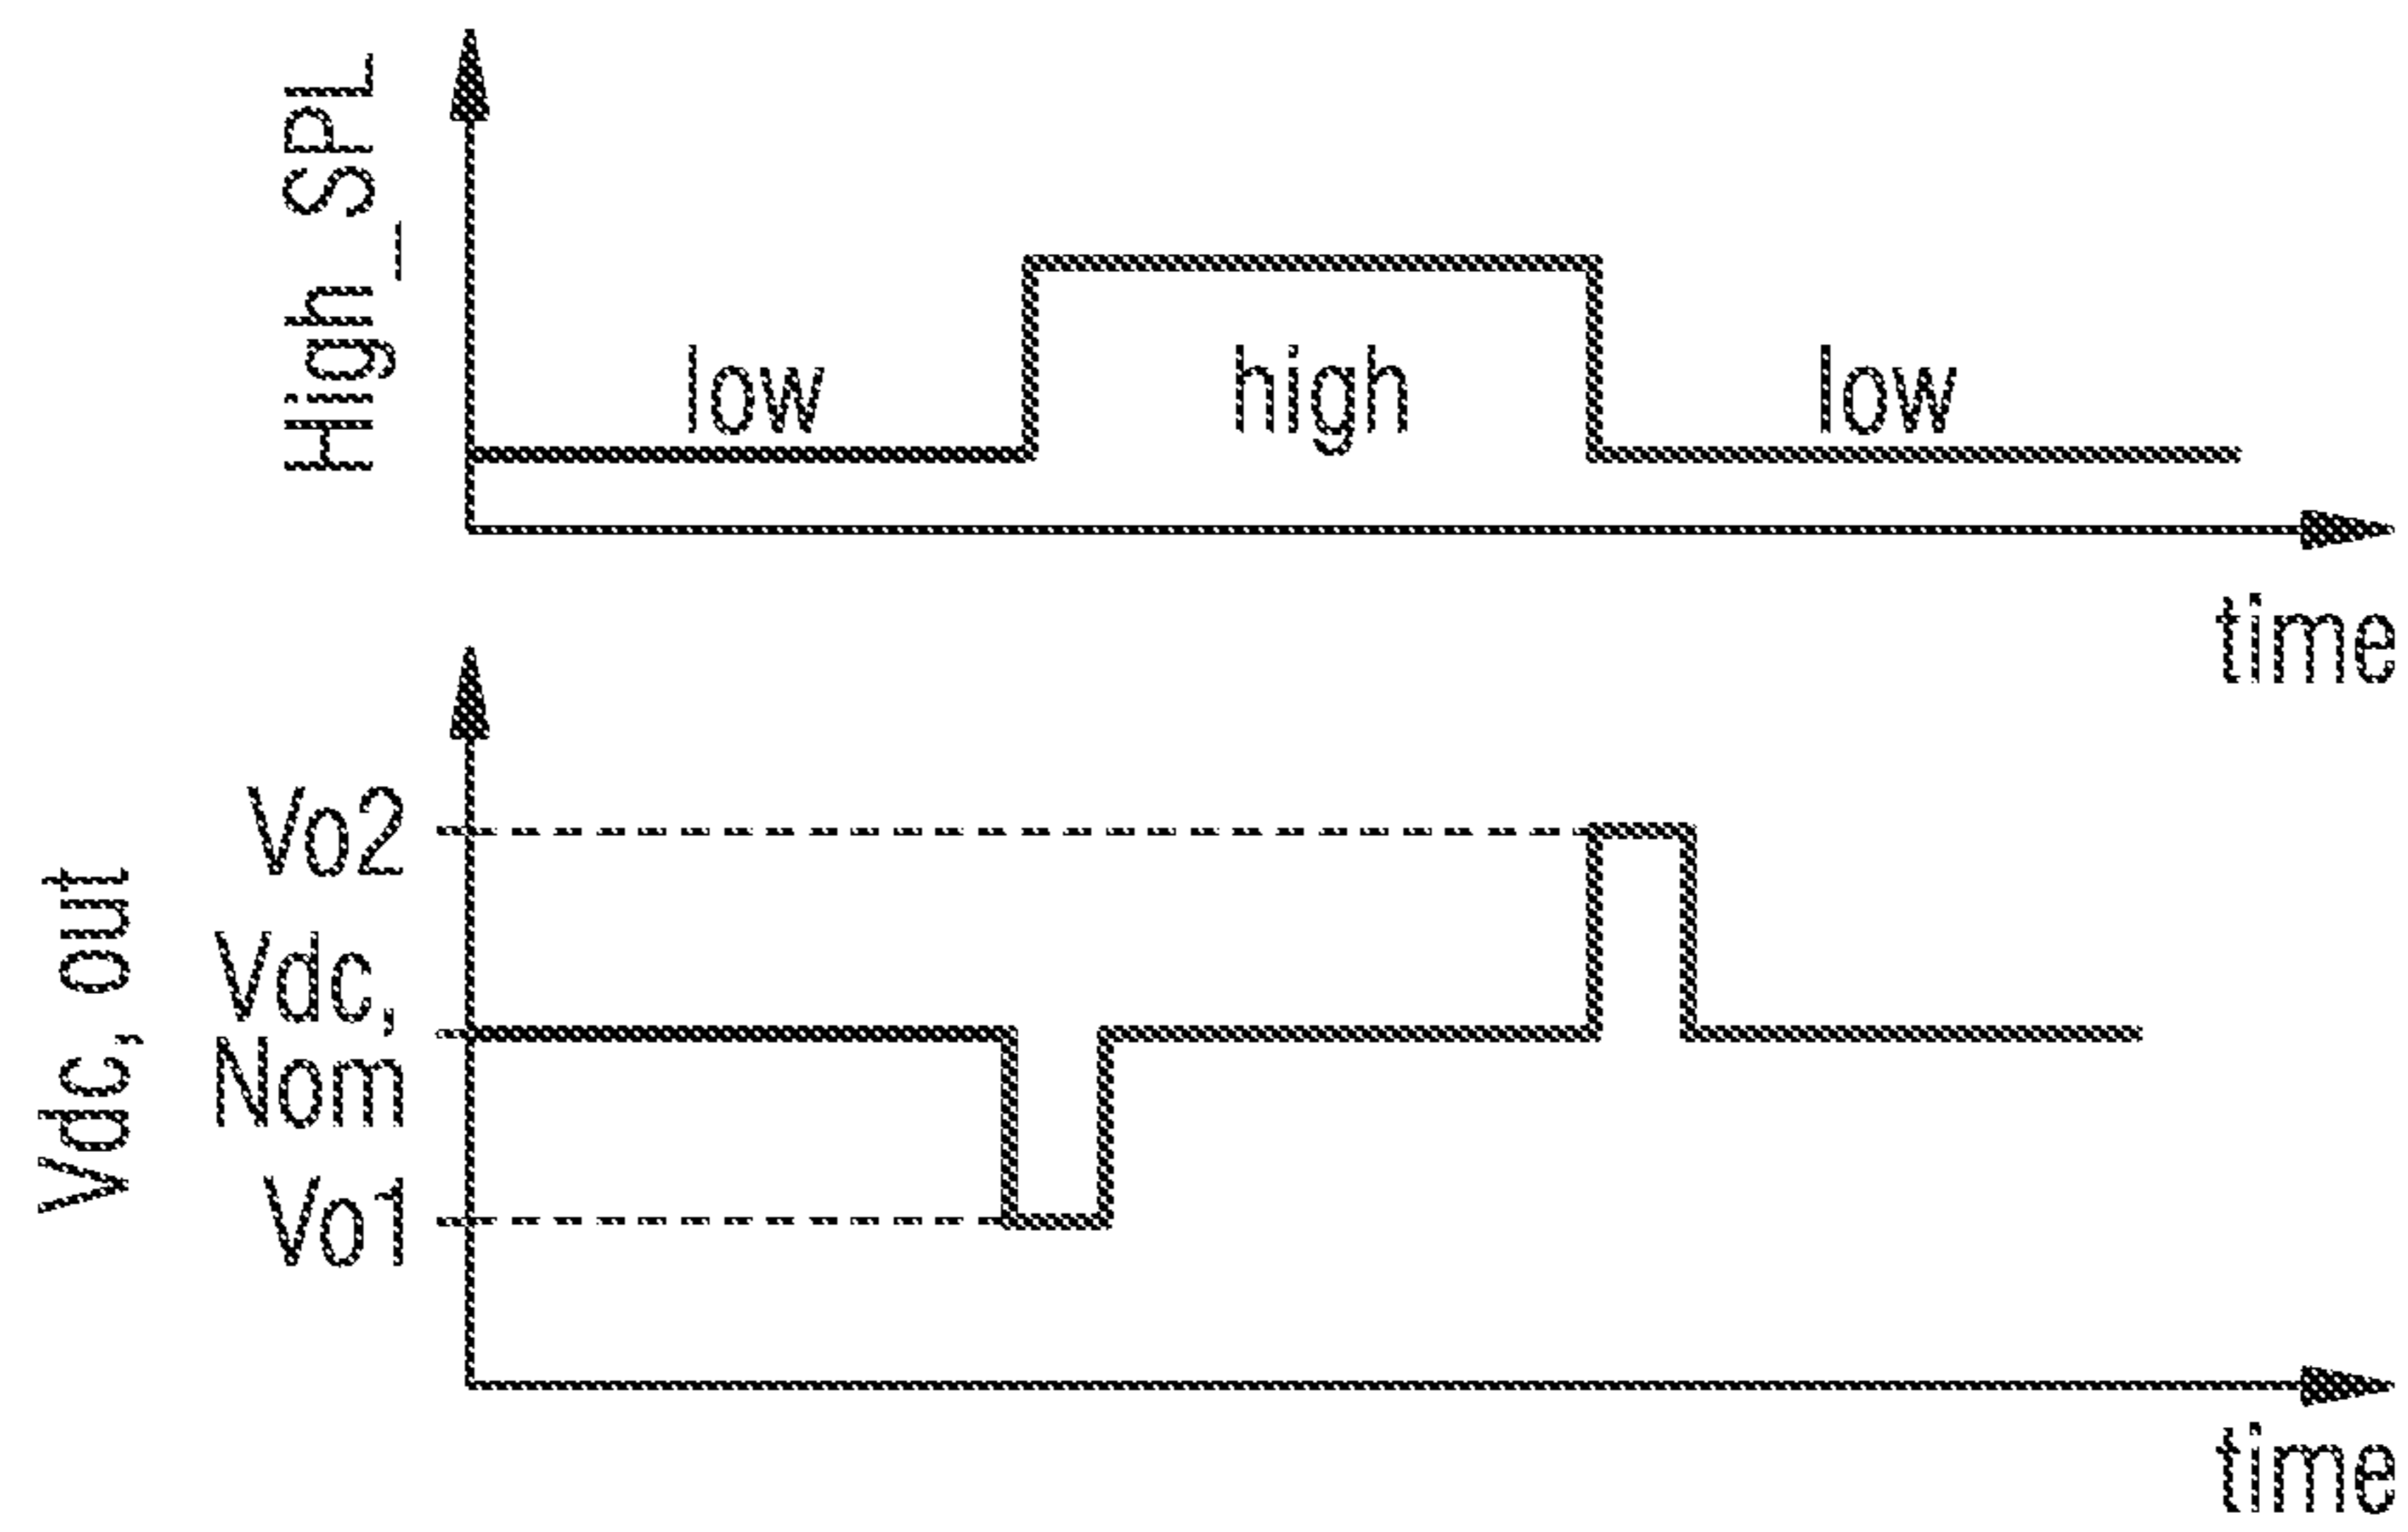 High_SPL
low
high
low
time
Vdc, out
Vo2
Vdc,
Nom
Vo1
time